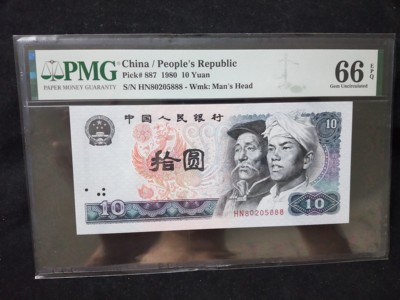 PMG
PAPER MONEY GUARANTY
China / People's Republic
Pick# 887 1980 10 Yuan
S/N HN80205888 - Wmk: Man's Head
66 EPQ
Gem Uncirculated
中国人民银行
10
拾圆
HN80205888
10
10